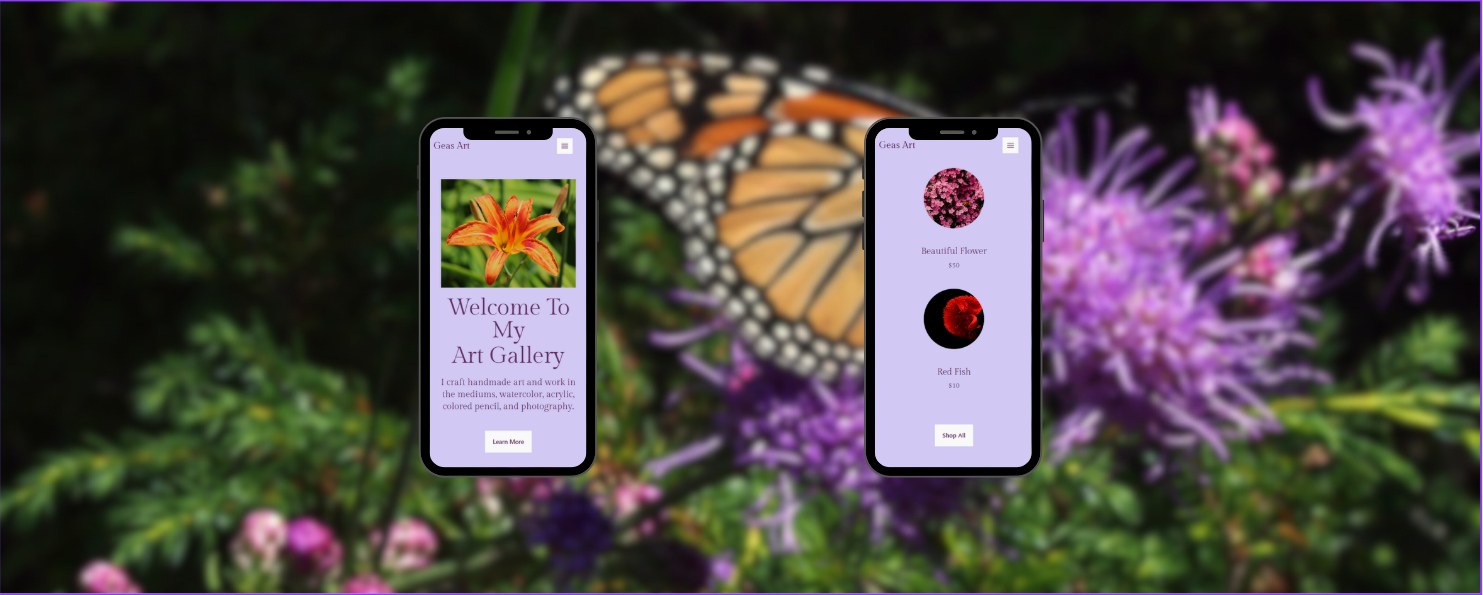 Geas Art
Welcome To
My
Art Gallery
I craft handmade art and work in
the mediums, watercolor, acrylic,
colored pencil, and photography.
Learn More
Geas Art
Beautiful Flower
$50
Red Fish
$10
Shop All